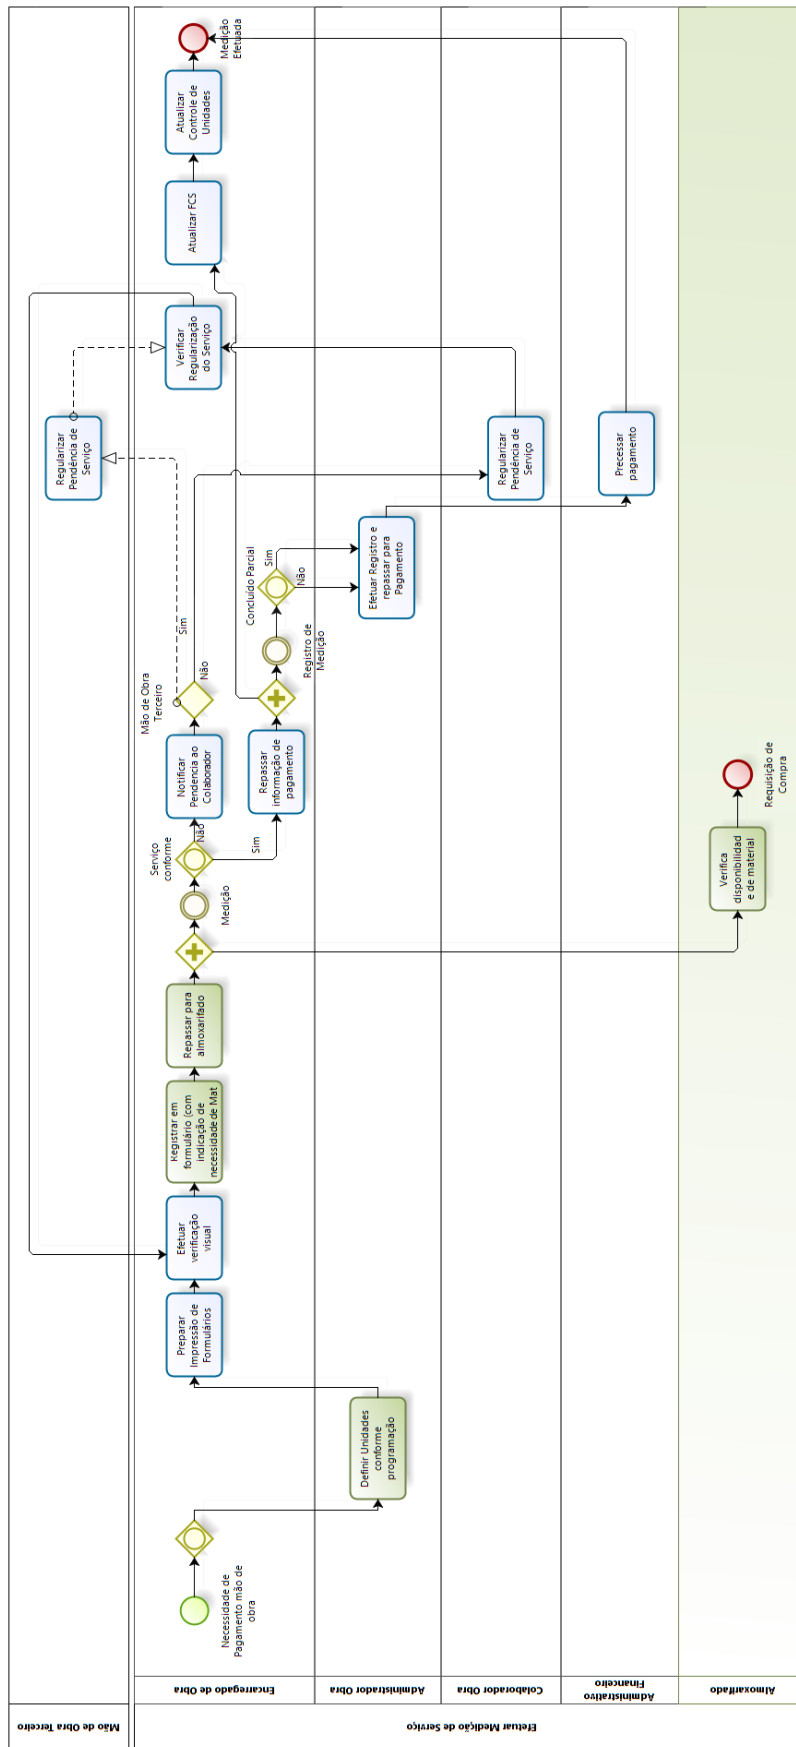 Medição
Efetuada
Atualizar
Controle de
Unidades
Atualizar FCS
Verificar
Regularização
do Serviço
Regularizar
Pendência de
Serviço
Regularizar
Pendência de
Serviço
Precessar
pagamento
Sim
Não
Mão de Obra
Terceiro
Concluído Parcial
Sim
Não
Efetuar Registro e
repassar para
Pagamento
Registro de
Medição
Notificar
Pendencia ao
Colaborador
Repassar
informação de
pagamento
Serviço
conforme
Não
Sim
Medição
Requisição de
Compra
Verifica
disponibilidad
e de material
Repassar para
almoxarifado
Registrar em
formulário (com
indicação de
necessidade de Mat
Efetuar
verificação
visual
Preparar
Impressão de
Formulários
Definir Unidades
conforme
programação
Necessidade de
Pagamento mão de
obra
Mão de Obra Terceiro
Efetuar Medição de Serviço
Encarregado de Obra
Administrador Obra
Colaborador Obra
Administrativo
Financeiro
Almoxarifado